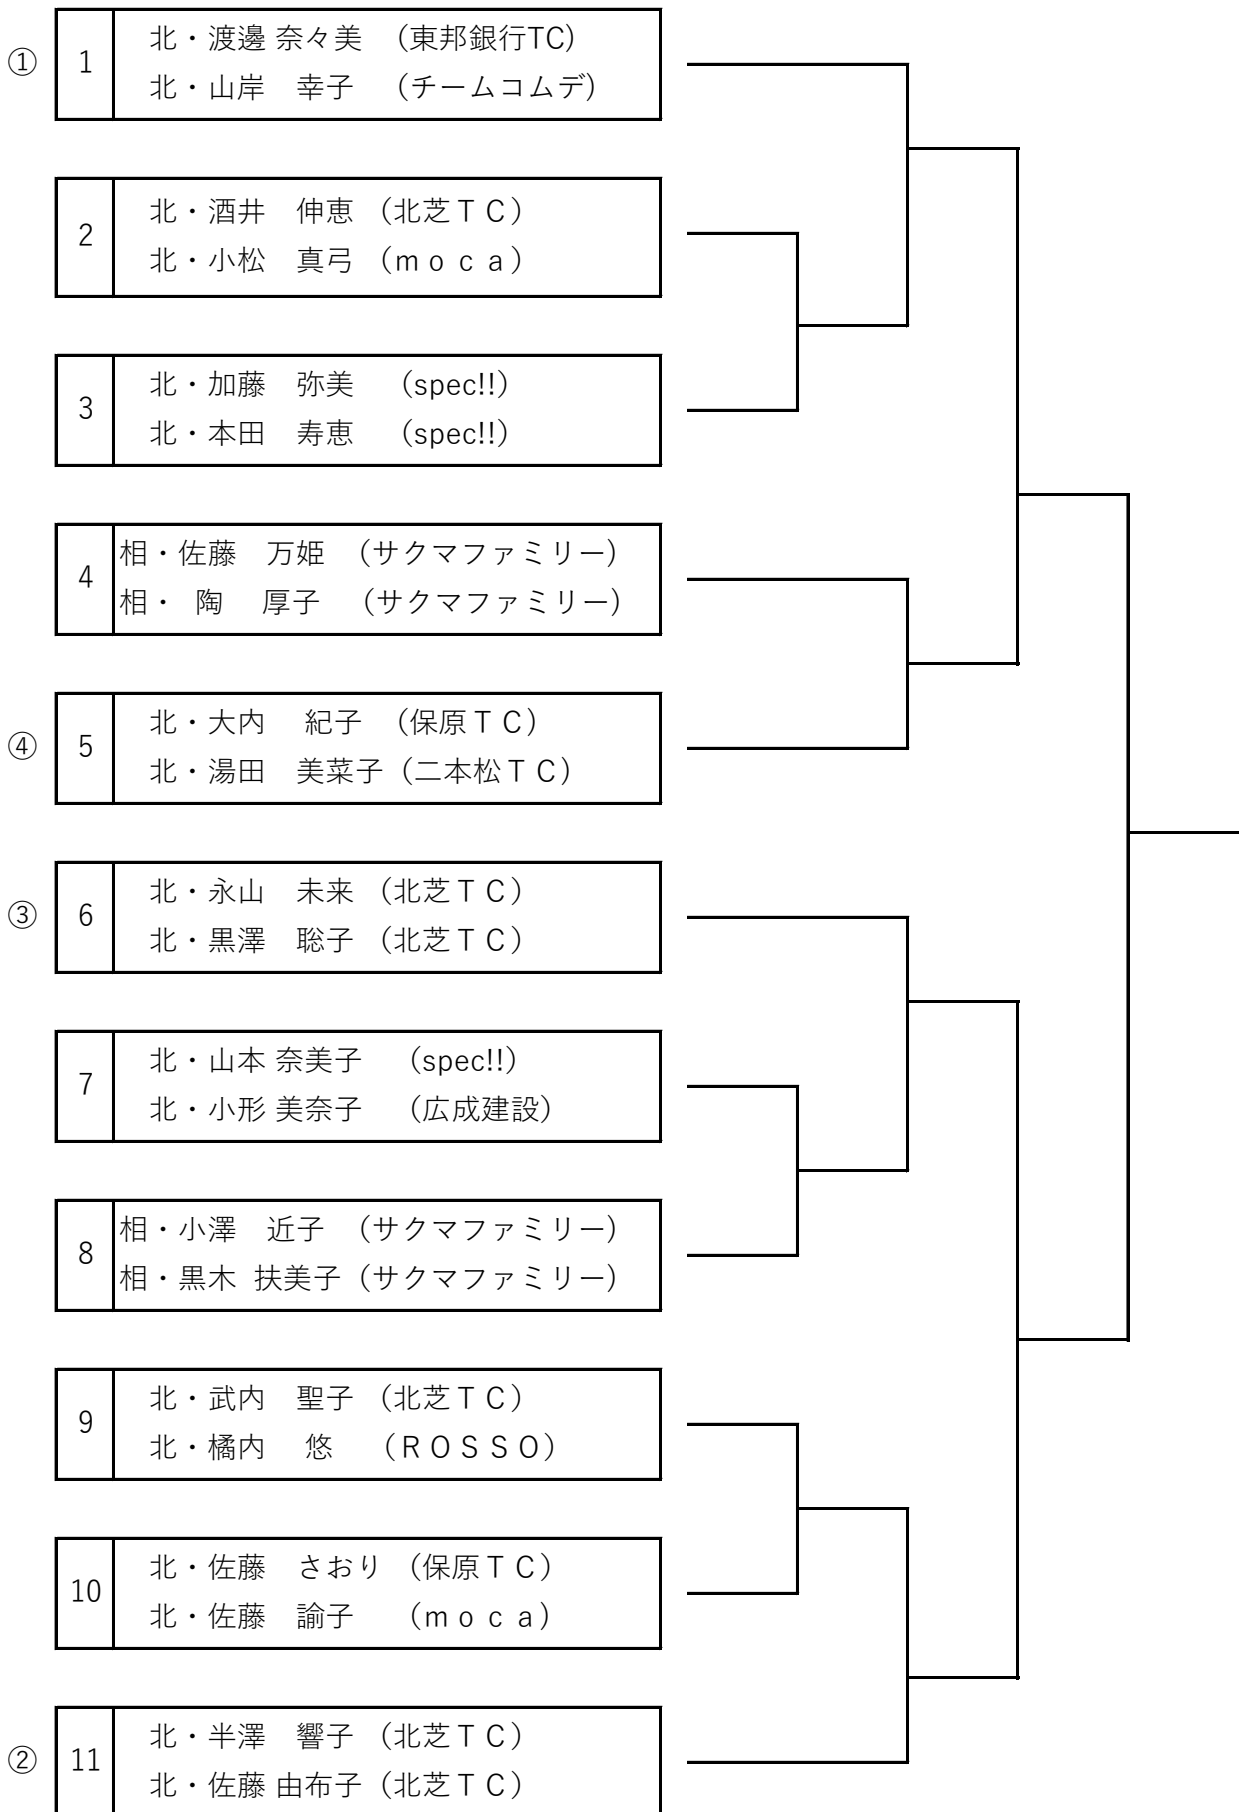 ① 1 北・渡邊 奈々美 （東邦銀行TC）
北・山岸 幸子 （チームコムデ）
2 北・酒井 伸恵 （北芝ＴＣ）
北・小松 真弓 （ｍｏｃａ）
3 北・加藤 弥美 （spec!!）
北・本田 寿恵 （spec!!）
4 相・佐藤 万姫 （サクマファミリー）
相・ 陶 厚子 （サクマファミリー）
④ 5 北・大内 紀子 （保原ＴＣ）
北・湯田 美菜子（二本松ＴＣ）
③ 6 北・永山 未来 （北芝ＴＣ）
北・黒澤 聡子 （北芝ＴＣ）
7 北・山本 奈美子 （spec!!）
北・小形 美奈子 （広成建設）
8 相・小澤 近子 （サクマファミリー）
相・黒木 扶美子（サクマファミリー）
9 北・武内 聖子 （北芝ＴＣ）
北・橘内 悠 （ＲＯＳＳＯ）
10 北・佐藤 さおり （保原ＴＣ）
北・佐藤 諭子 （ｍｏｃａ）
② 11 北・半澤 響子 （北芝ＴＣ）
北・佐藤 由布子（北芝ＴＣ）